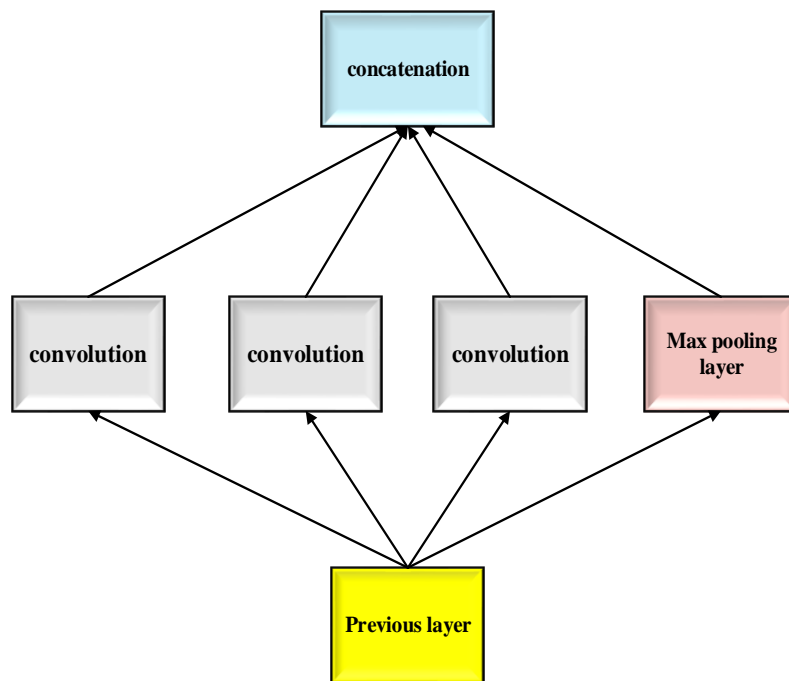 concatenation
convolution
convolution
convolution
Max pooling
layer
Previous layer